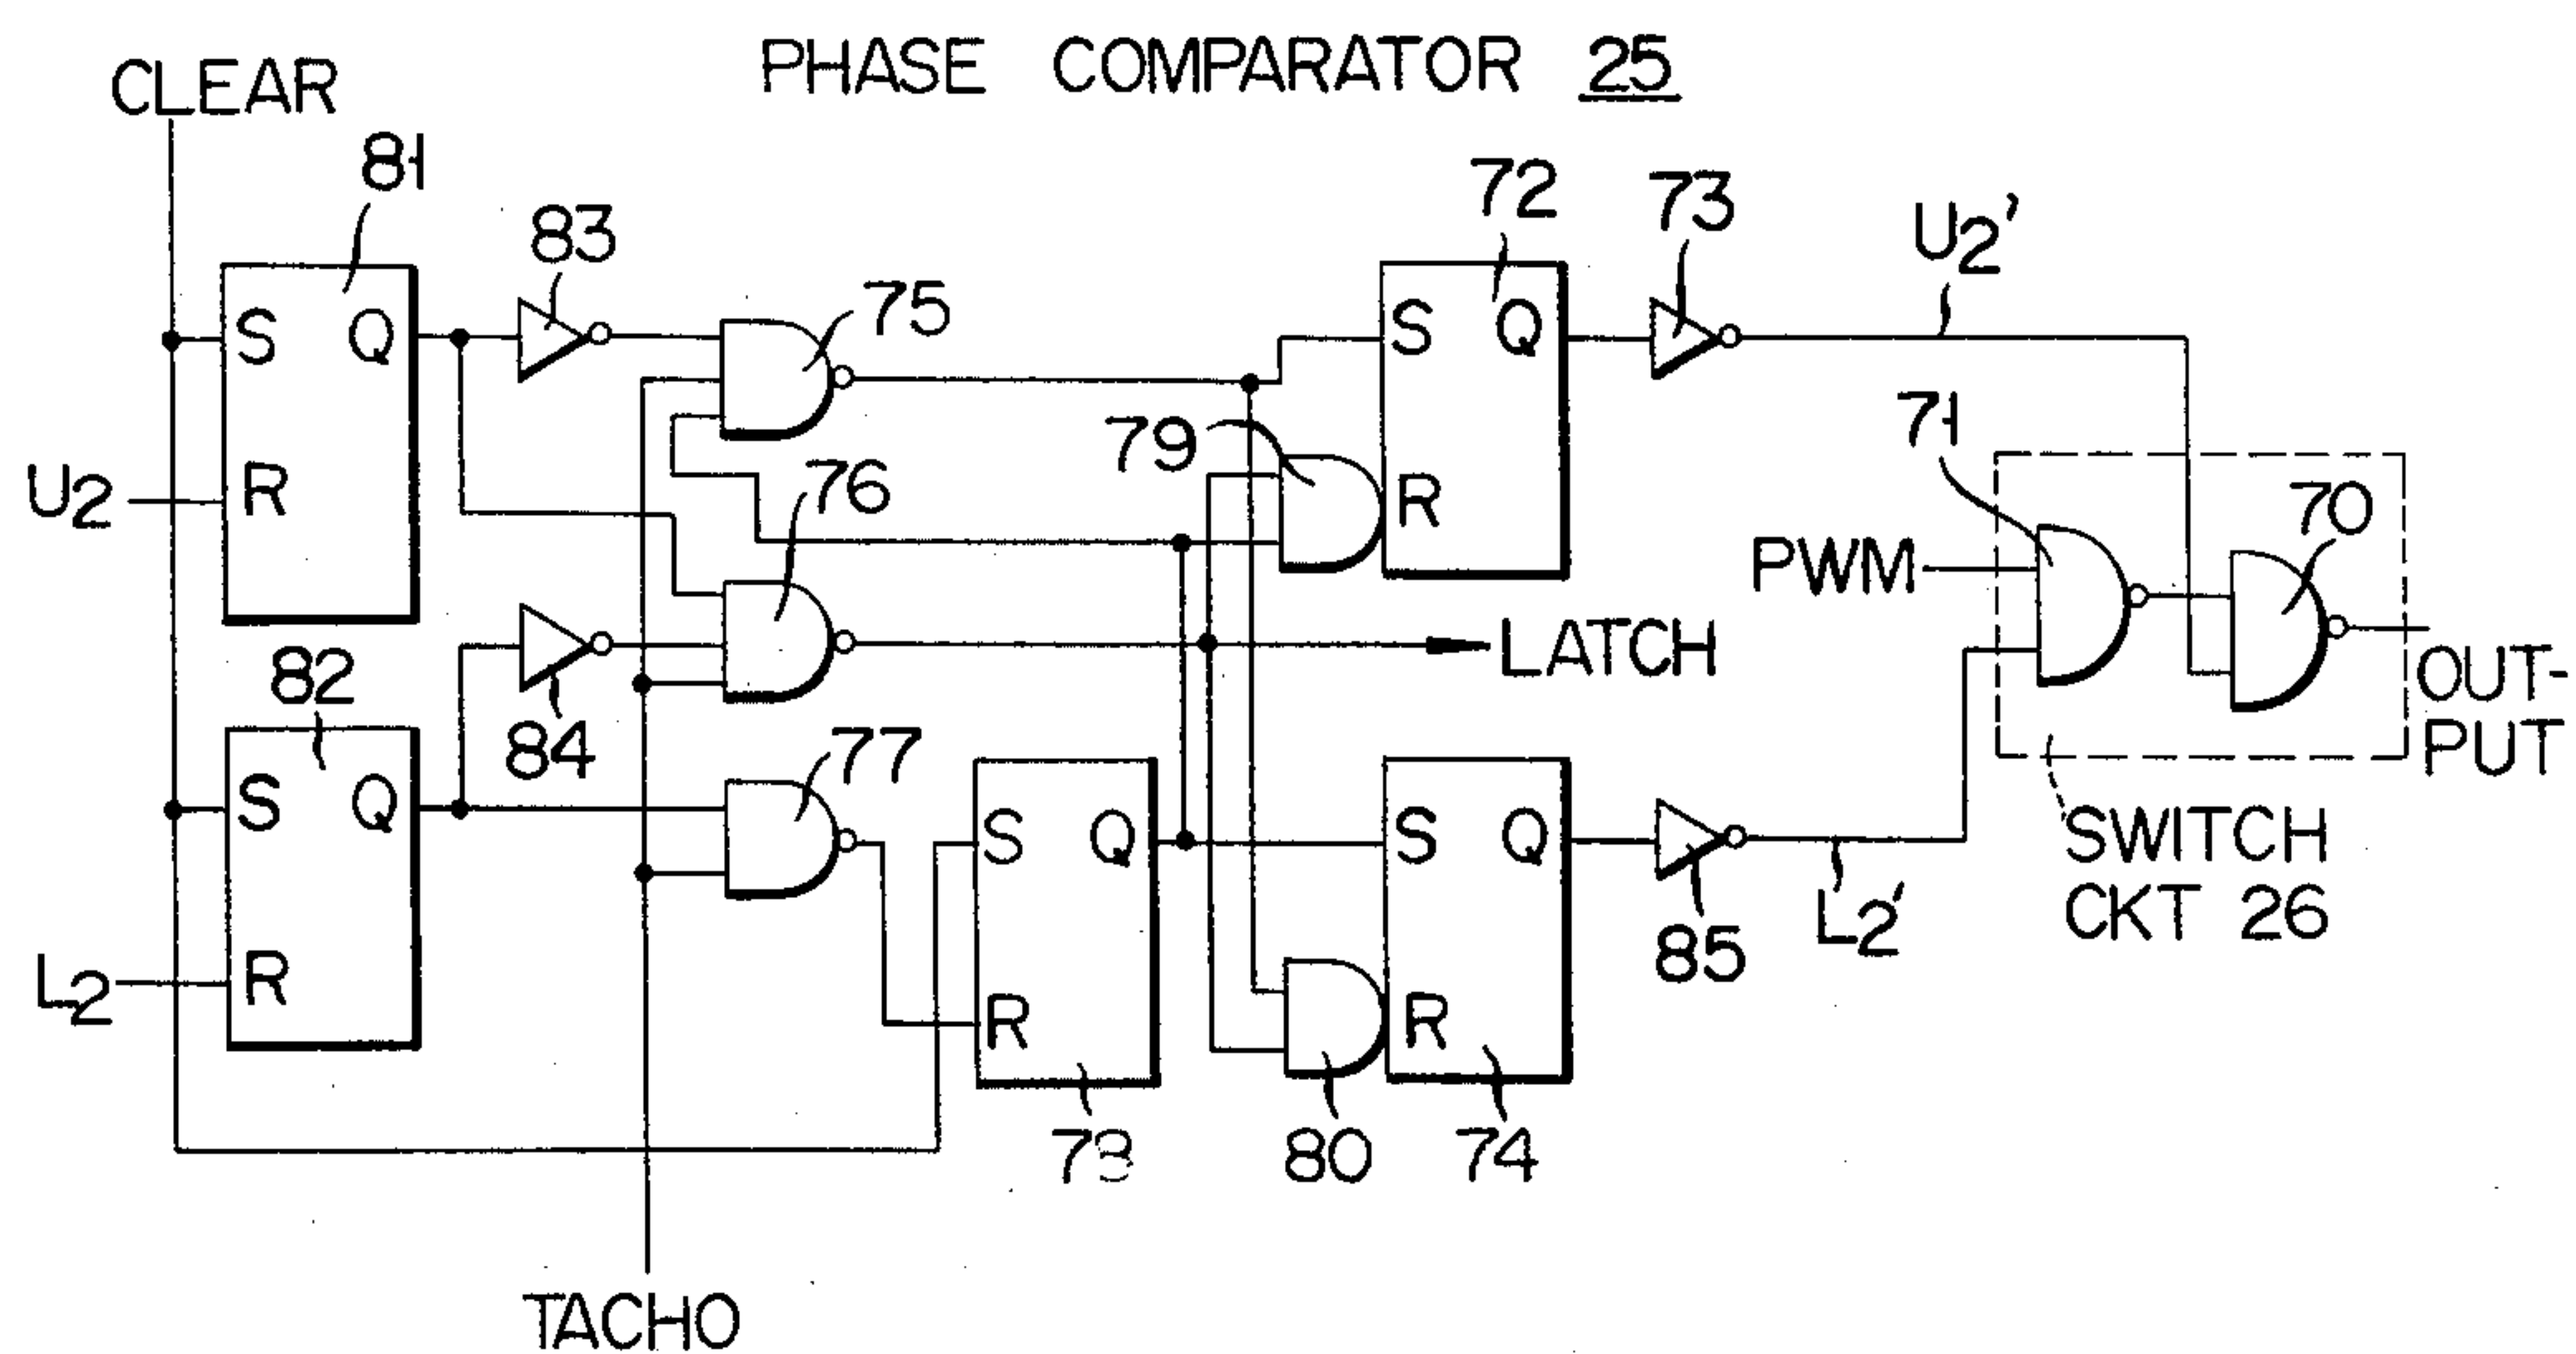 PHASE COMPARATOR 25
CLEAR
81
83
75
72
73
U2'
S
Q
S
Q
79
71
U2
R
76
R
70
PWM
82
84
LATCH
OUT-
PUT
77
S
Q
S
Q
S
Q
SWITCH
CKT 26
85
L2'
L2
R
R
R
73
80
74
TACHO